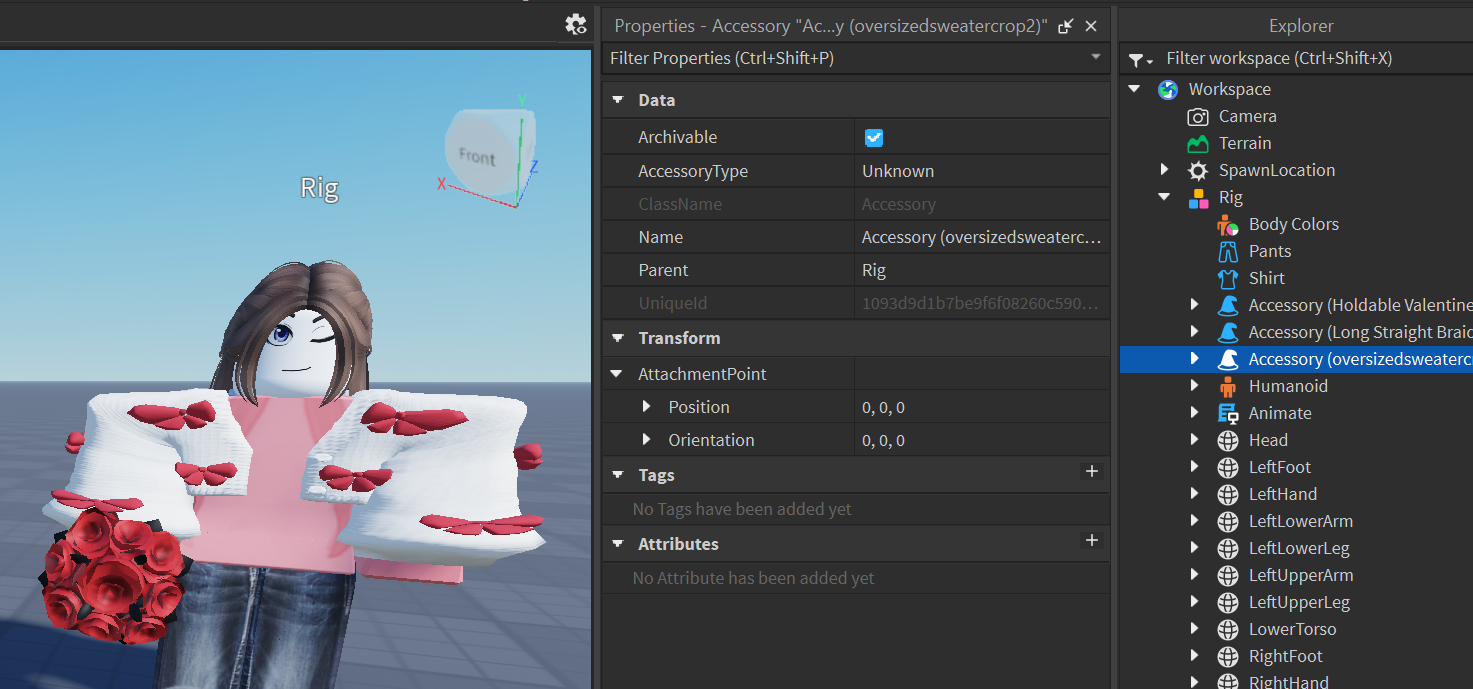 Rig
Front
X
Y
Z
Properties - Accessory "Ac...y (oversizedsweatercrop2)"
Filter Properties (Ctrl+Shift+P)
Data
Archivable
AccessoryType Unknown
ClassName Accessory
Name Accessory (oversizedsweaterc...
Parent Rig
UniqueId 1093d9d1b7be9f6f08260c590...
Transform
AttachmentPoint
Position 0, 0, 0
Orientation 0, 0, 0
Tags
No Tags have been added yet
Attributes
No Attribute has been added yet
Explorer
Filter workspace (Ctrl+Shift+X)
Workspace
Camera
Terrain
SpawnLocation
Rig
Body Colors
Pants
Shirt
Accessory (Holdable Valentine
Accessory (Long Straight Braid
Accessory (oversizedsweatercr
Humanoid
Animate
Head
LeftFoot
LeftHand
LeftLowerArm
LeftLowerLeg
LeftUpperArm
LeftUpperLeg
LowerTorso
RightFoot
RightHand